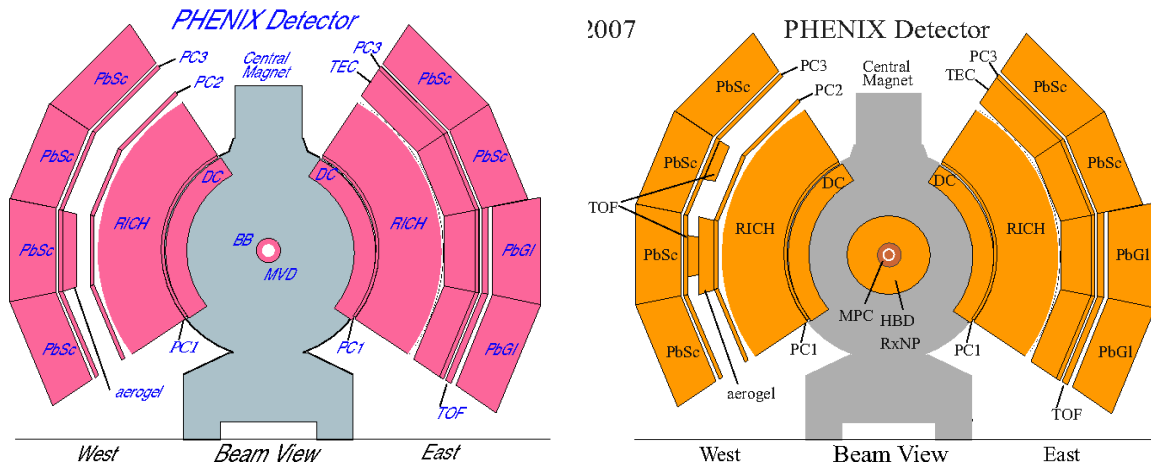 PHENIX Detector
Central
Magnet
PC3
PC2
PC3
TEC
PbSc
PbSc
PbSc
PbSc
PbSc
PbSc
DC
DC
RICH
RICH
BB
MVD
PbGl
PbGl
PC1
PC1
aerogel
TOF
West
Beam View
East
2007
PHENIX Detector
Central
Magnet
PC3
PC2
PC3
TEC
PbSc
PbSc
PbSc
PbSc
PbSc
PbSc
TOF
DC
DC
RICH
RICH
PbGl
PbGl
MPC
HBD
RxNP
PC1
PC1
aerogel
TOF
West
Beam View
East